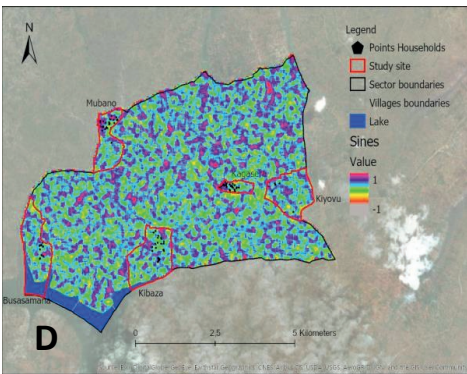 N
Legend
Points Households
Study site
Sector boundaries
Villages boundaries
Lake
Sines
Value
1
-1
Mubano
Kiyovu
Kibaza
Busasamana
D
0 2,5 5 Kilometers